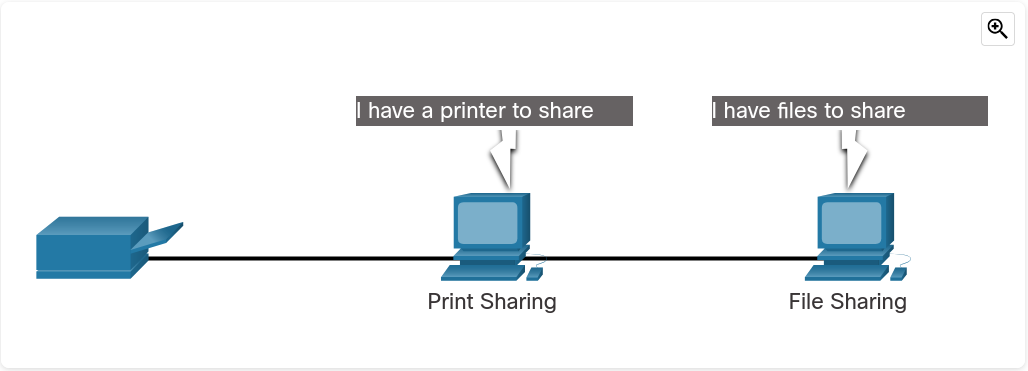 I have a printer to share
I have files to share
Print Sharing
File Sharing